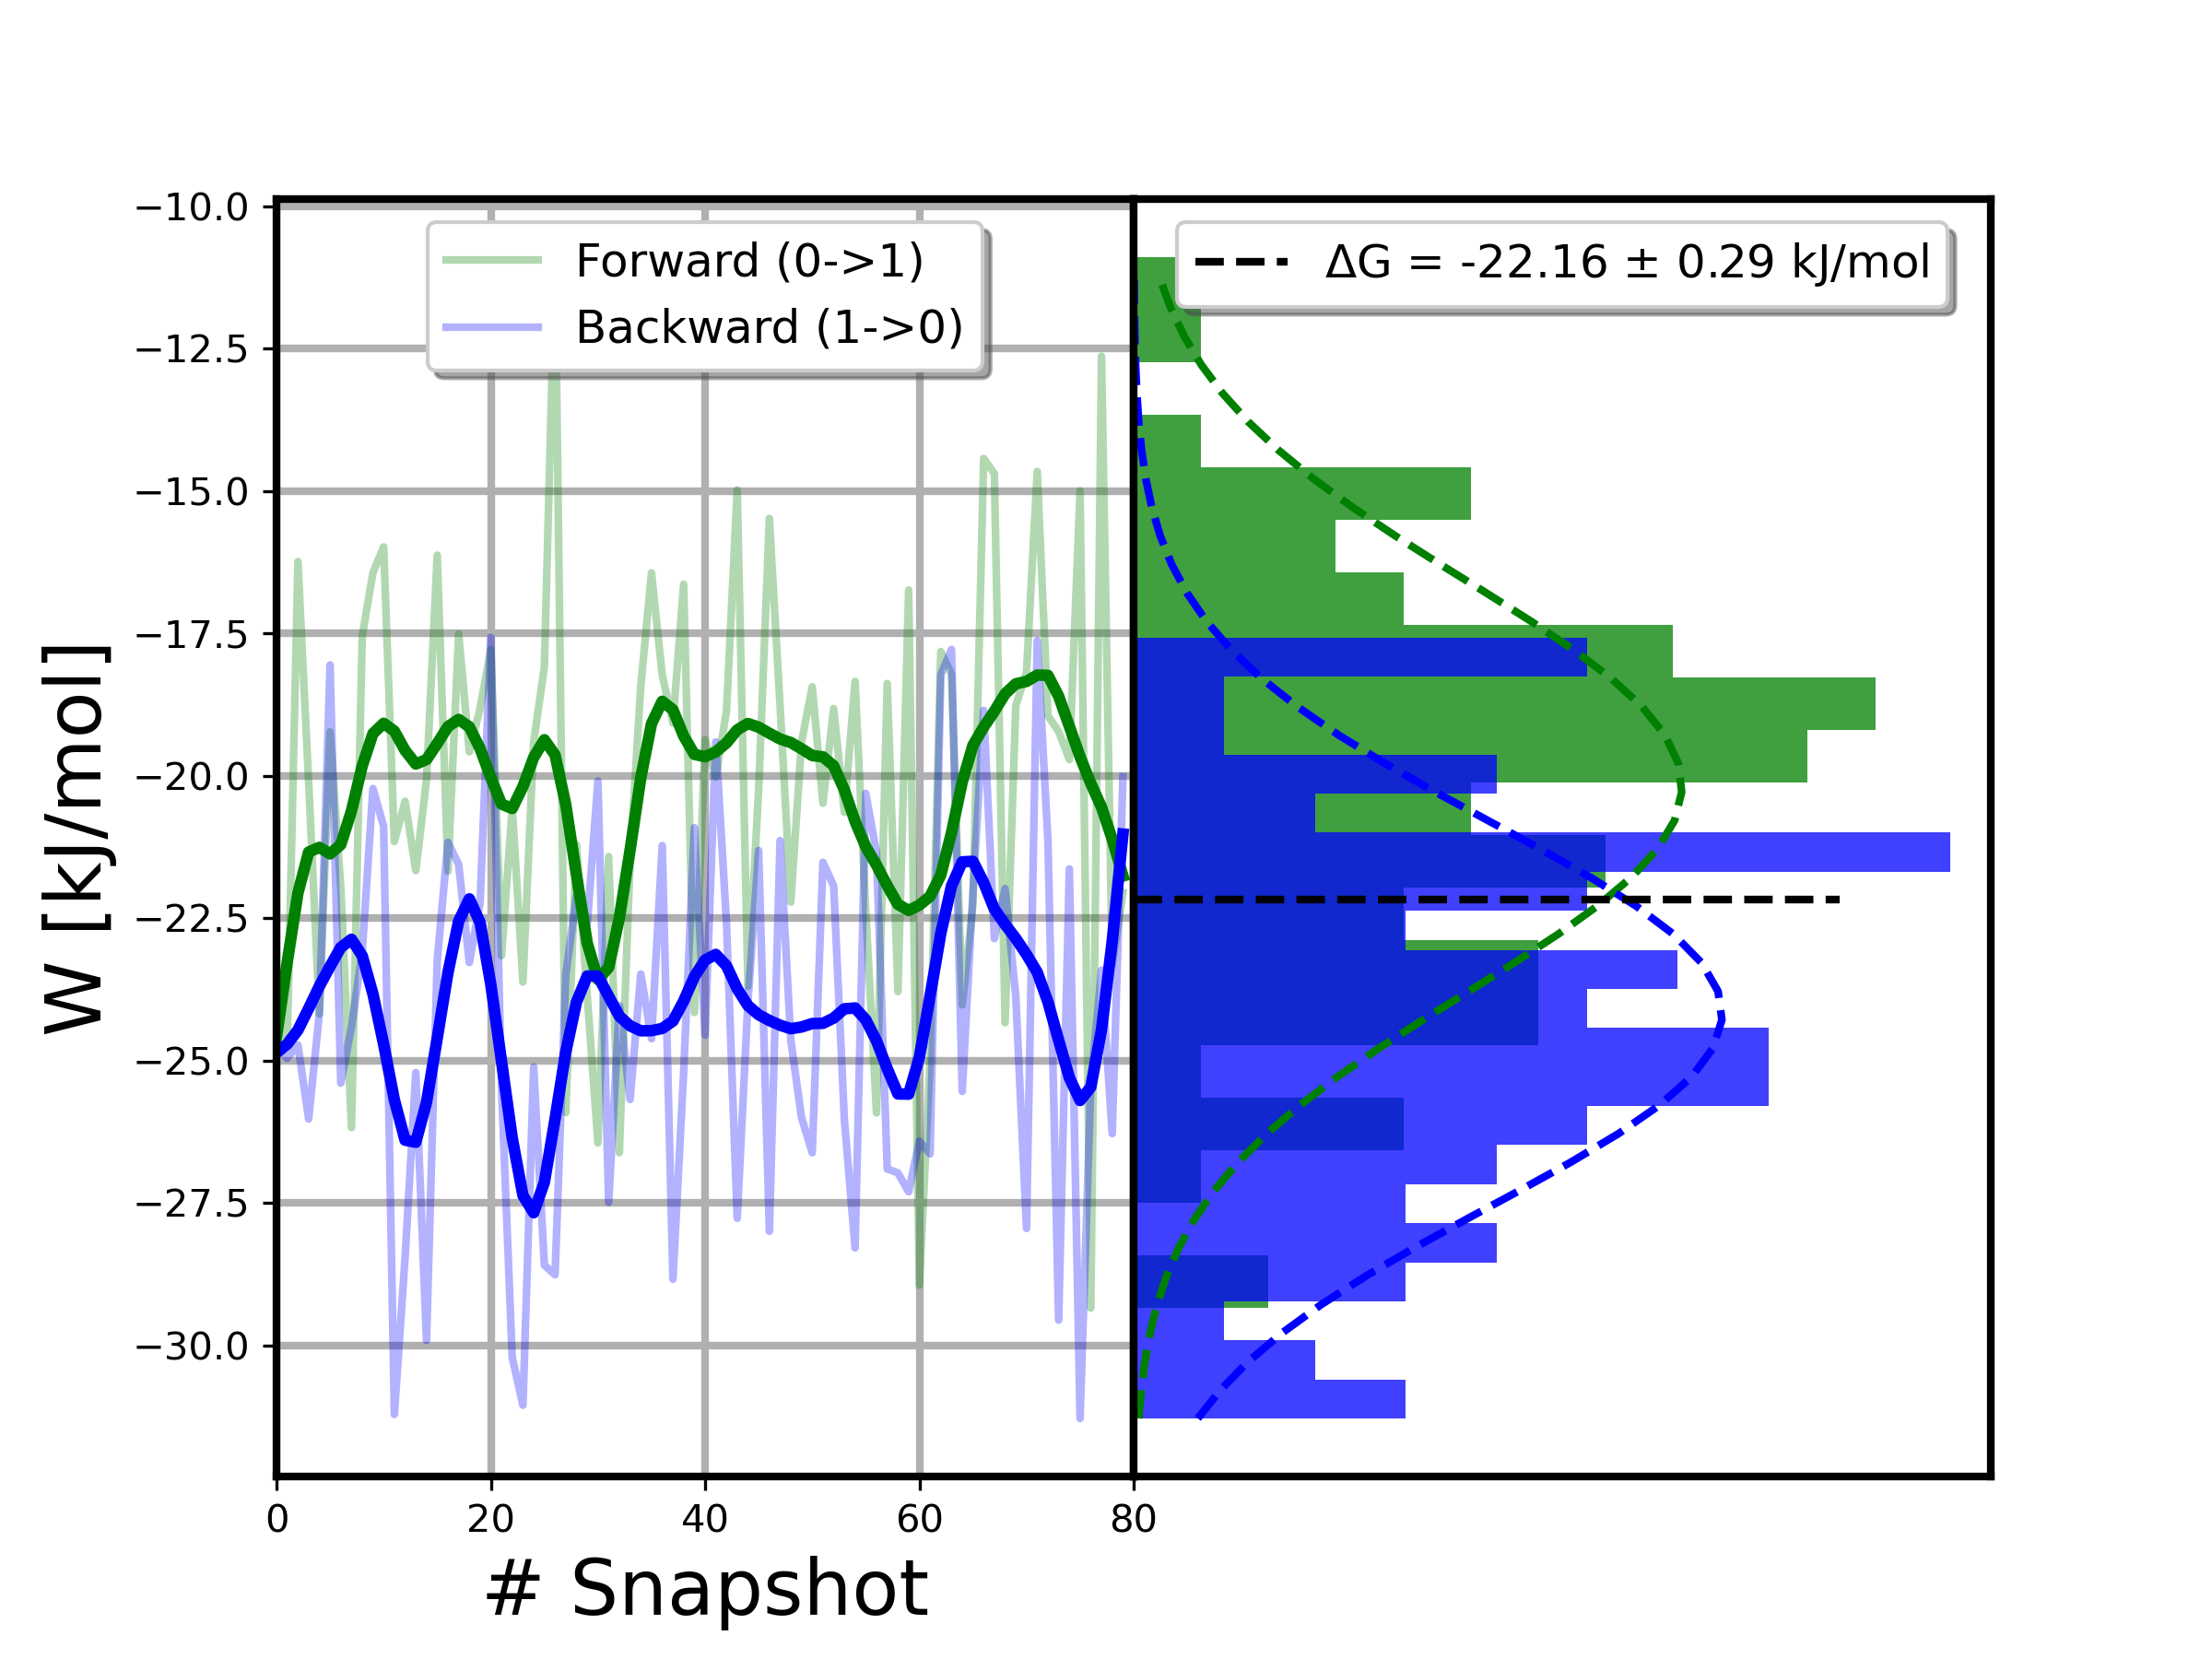 Forward (0->1)
Backward (1->0)
ΔG = -22.16 ± 0.29 kJ/mol
W [kJ/mol]
−10.0
−12.5
−15.0
−17.5
−20.0
−22.5
−25.0
−27.5
−30.0
0 20 40 60 80
# Snapshot